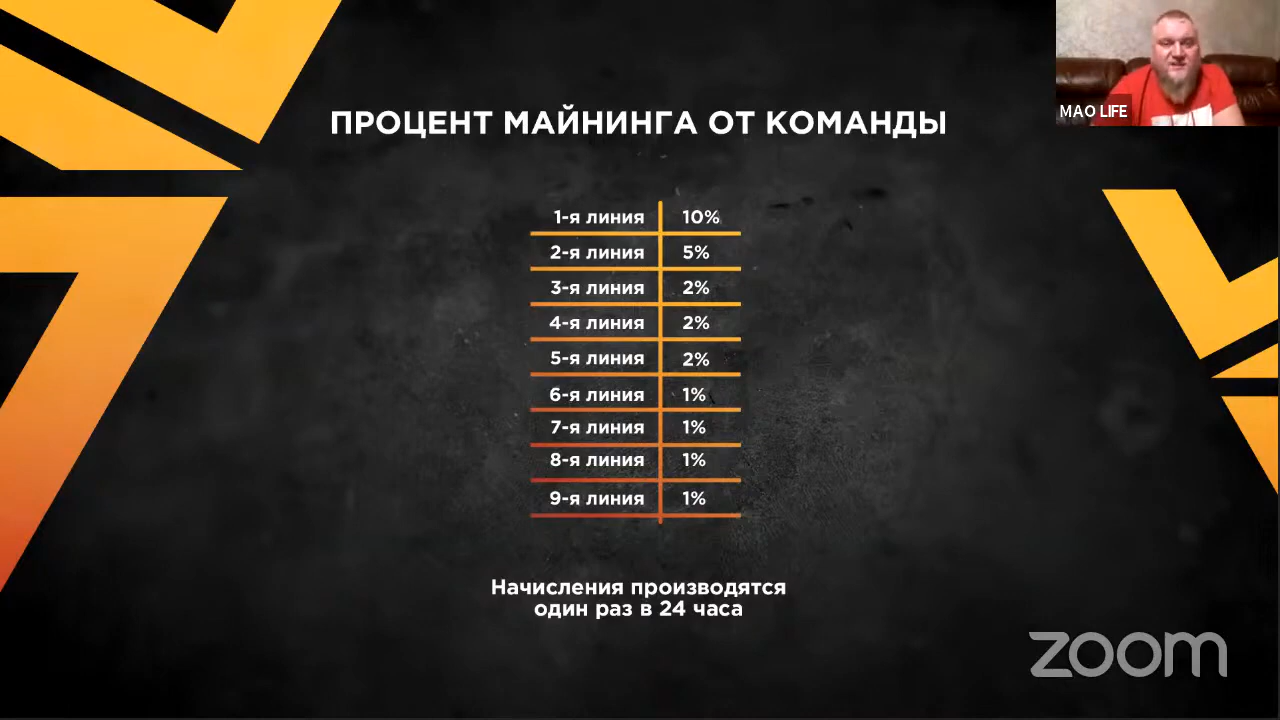 MAO LIFE
ПРОЦЕНТ МАЙНИНГА ОТ КОМАНДЫ
1-я линия 10%
2-я линия 5%
3-я линия 2%
4-я линия 2%
5-я линия 2%
6-я линия 1%
7-я линия 1%
8-я линия 1%
9-я линия 1%
Начисления производятся
один раз в 24 часа
zoom